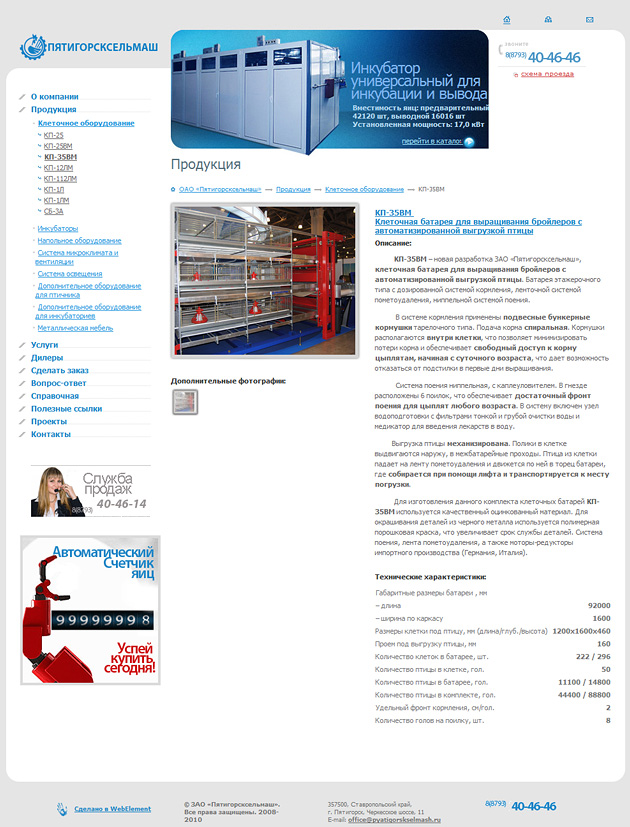 ПЯТИГОРСКСЕЛЬМАШ
Инкубатор
универсальный для
инкубации и вывода
Вместимость яиц: предварительный
42120 шт, выводной 16016 шт
Установленная мощность: 17,0 кВт
перейти в каталог
звоните
8(8793) 40-46-46
схема проезда
О компании
Продукция
Клеточное оборудование
КП-25
КП-25ВМ
КП-35ВМ
КП-12ЛМ
КП-112ЛМ
КП-1Л
КП-1ЛМ
СБ-3А
Инкубаторы
Напольное оборудование
Система микроклимата и
вентиляции
Система освещения
Дополнительное оборудование
для птичника
Дополнительное оборудование
для инкубаториев
Металлическая мебель
Услуги
Дилеры
Сделать заказ
Вопрос-ответ
Справочная
Полезные ссылки
Проекты
Контакты
Служба
продаж
8(8793) 40-46-14
Автоматический
Счетчик
яиц
9999999 8
Успей
купить
сегодня!
Продукция
ОАО «Пятигорсксельмаш» — Продукция — Клеточное оборудование — КП-35ВМ
Дополнительные фотографии:
КП-35ВМ
Клеточная батарея для выращивания бройлеров с
автоматизированной выгрузкой птицы
Описание:
КП-35ВМ – новая разработка ЗАО «Пятигорсксельмаш»,
клеточная батарея для выращивания бройлеров с
автоматизированной выгрузкой птицы. Батарея этажерочного
типа с дозированной системой кормления, ленточной системой
пометоудаления, ниппельной системой поения.
В системе кормления применены подвесные бункерные
кормушки тарелочного типа. Подача корма спиральная. Кормушки
располагаются внутри клетки, что позволяет минимизировать
потери корма и обеспечивает свободный доступ к корму
цыплятам, начиная с суточного возраста, что дает возможность
отказаться от подстилки в первые дни выращивания.
Система поения ниппельная, с каплеуловителем. В гнезде
расположены 6 поилок, что обеспечивает достаточный фронт
поения для цыплят любого возраста. В систему включен узел
водоподготовки с фильтрами тонкой и грубой очистки воды и
медикатор для введения лекарств в воду.
Выгрузка птицы механизирована. Полики в клетке
выдвигаются наружу, в межбатарейные проходы. Птица из клетки
падает на ленту пометоудаления и движется по ней в торец батареи,
где собирается при помощи лифта и транспортируется к месту
погрузки.
Для изготовления данного комплекта клеточных батарей КП-
35ВМ используется качественный оцинкованный материал. Для
окрашивания деталей из черного металла используется полимерная
порошковая краска, что увеличивает срок службы деталей. Система
поения, лента пометоудаления, а также моторы-редукторы
импортного производства (Германия, Италия).
Технические характеристики:
Габаритные размеры батареи , мм
– длина 92000
– ширина по каркасу 1600
Размеры клетки под птицу, мм (длина/глуб./высота) 1200х1600х460
Проем под выгрузку птицы, мм 160
Количество клеток в батарее, шт. 222 / 296
Количество птицы в клетке, гол. 50
Количество птицы в батарее, гол. 11100 / 14800
Количество птицы в комплекте, гол. 44400 / 88800
Удельный фронт кормления, см/гол. 2
Количество голов на поилку, шт. 8
Сделано в WebElement
© ЗАО «Пятигорсксельмаш».
Все права защищены. 2008-
2010
357500, Ставропольский край,
г. Пятигорск, Черкесское шоссе, 11
E-mail: office@pyatigorskselmash.ru
8(8793) 40-46-46